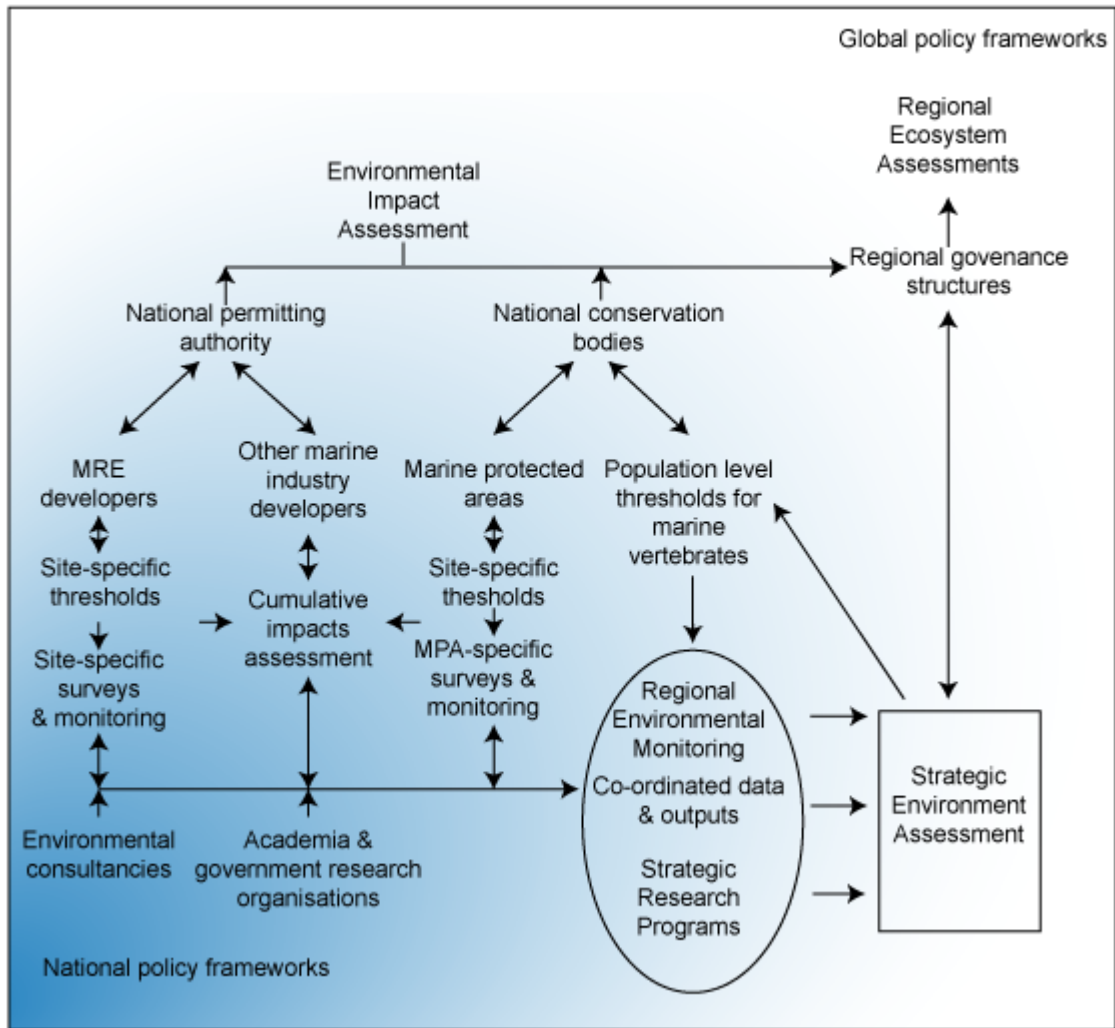 Global policy frameworks
Regional
Ecosystem
Assessments
Environmental
Impact
Assessment
Regional govenance
structures
National permitting
authority
National conservation
bodies
MRE
developers
Other marine
industry
developers
Marine protected
areas
Population level
thresholds for
marine
vertebrates
Site-specific
thresholds
Cumulative
impacts
assessment
Site-specific
thesholds
Site-specific
surveys
& monitoring
MPA-specific
surveys &
monitoring
Regional
Environmental
Monitoring
Co-ordinated data
& outputs
Strategic
Research
Programs
Strategic
Environment
Assessment
Environmental
consultancies
Academia &
government research
organisations
National policy frameworks